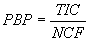 PBP = TIC / NCF